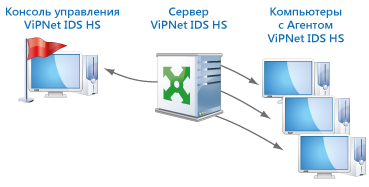 Консоль управления
ViPNet IDS HS
Сервер
ViPNet IDS HS
Компьютеры
с Агентом
ViPNet IDS HS